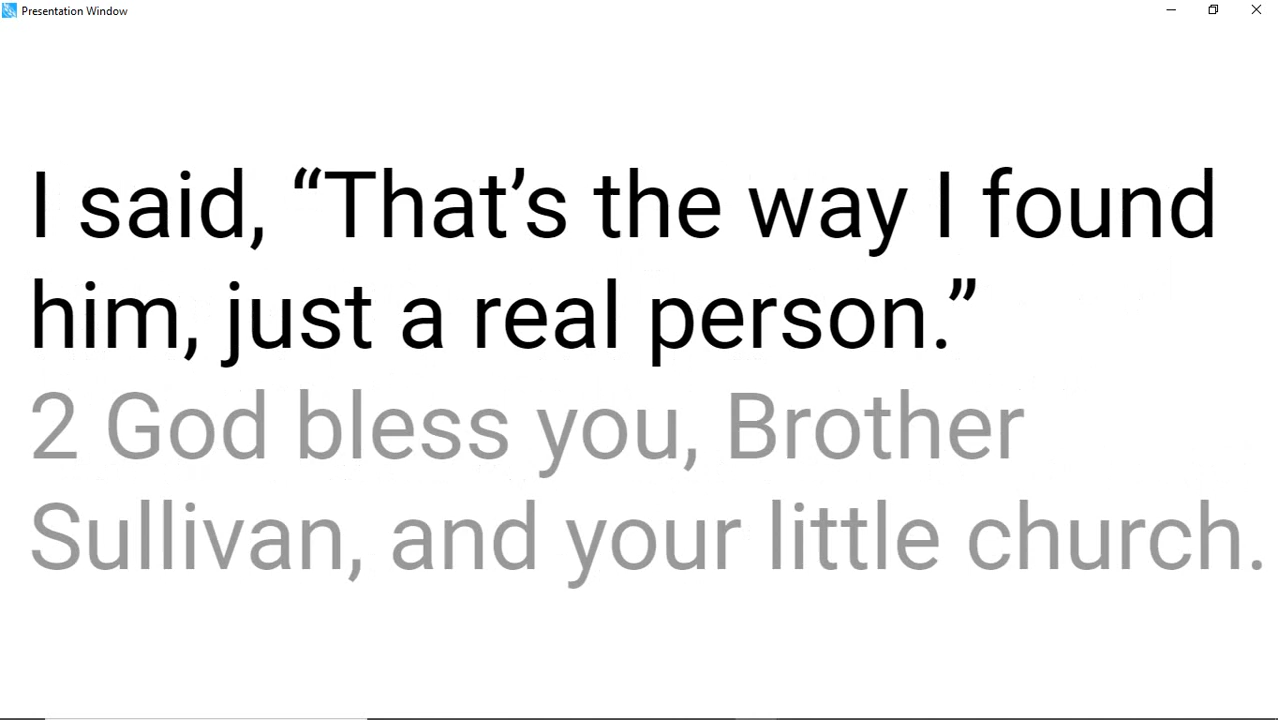 Presentation Window
I said, “That’s the way I found
him, just a real person.”
2 God bless you, Brother
Sullivan, and your little church.